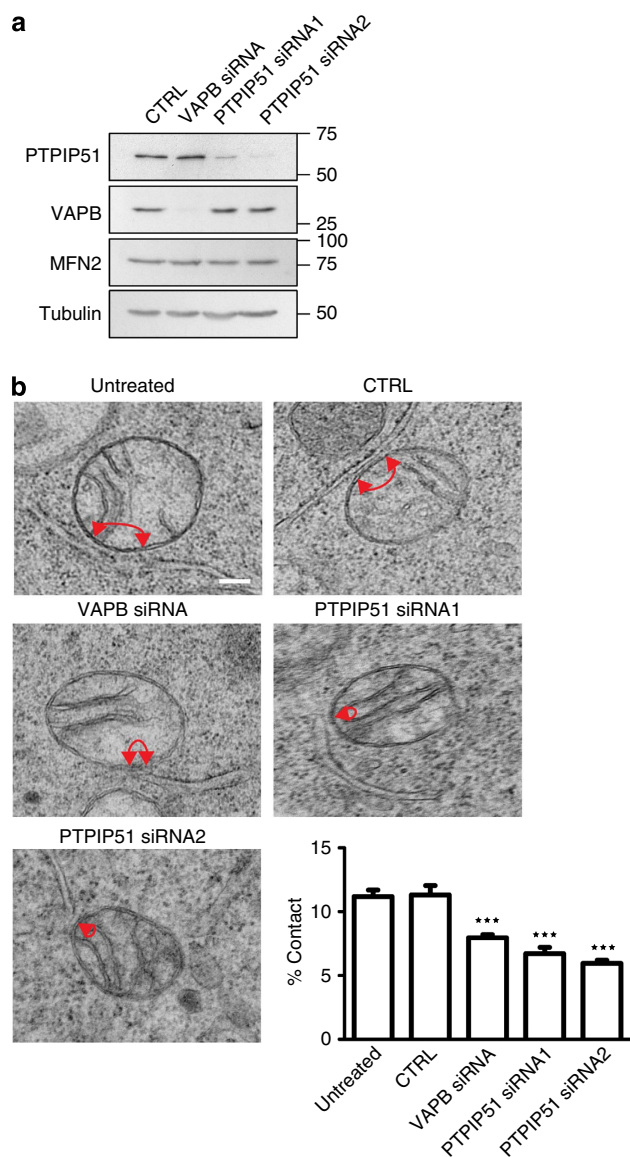 a
CTRL
VAPB siRNA
PTPIP51 siRNA1
PTPIP51 siRNA2
PTPIP51
75
50
VAPB
25
MFN2
100
75
Tubulin
50
b
Untreated
CTRL
VAPB siRNA
PTPIP51 siRNA1
PTPIP51 siRNA2
% Contact
15
10
5
0
***
***
***
Untreated
CTRL
VAPB siRNA
PTPIP51 siRNA1
PTPIP51 siRNA2